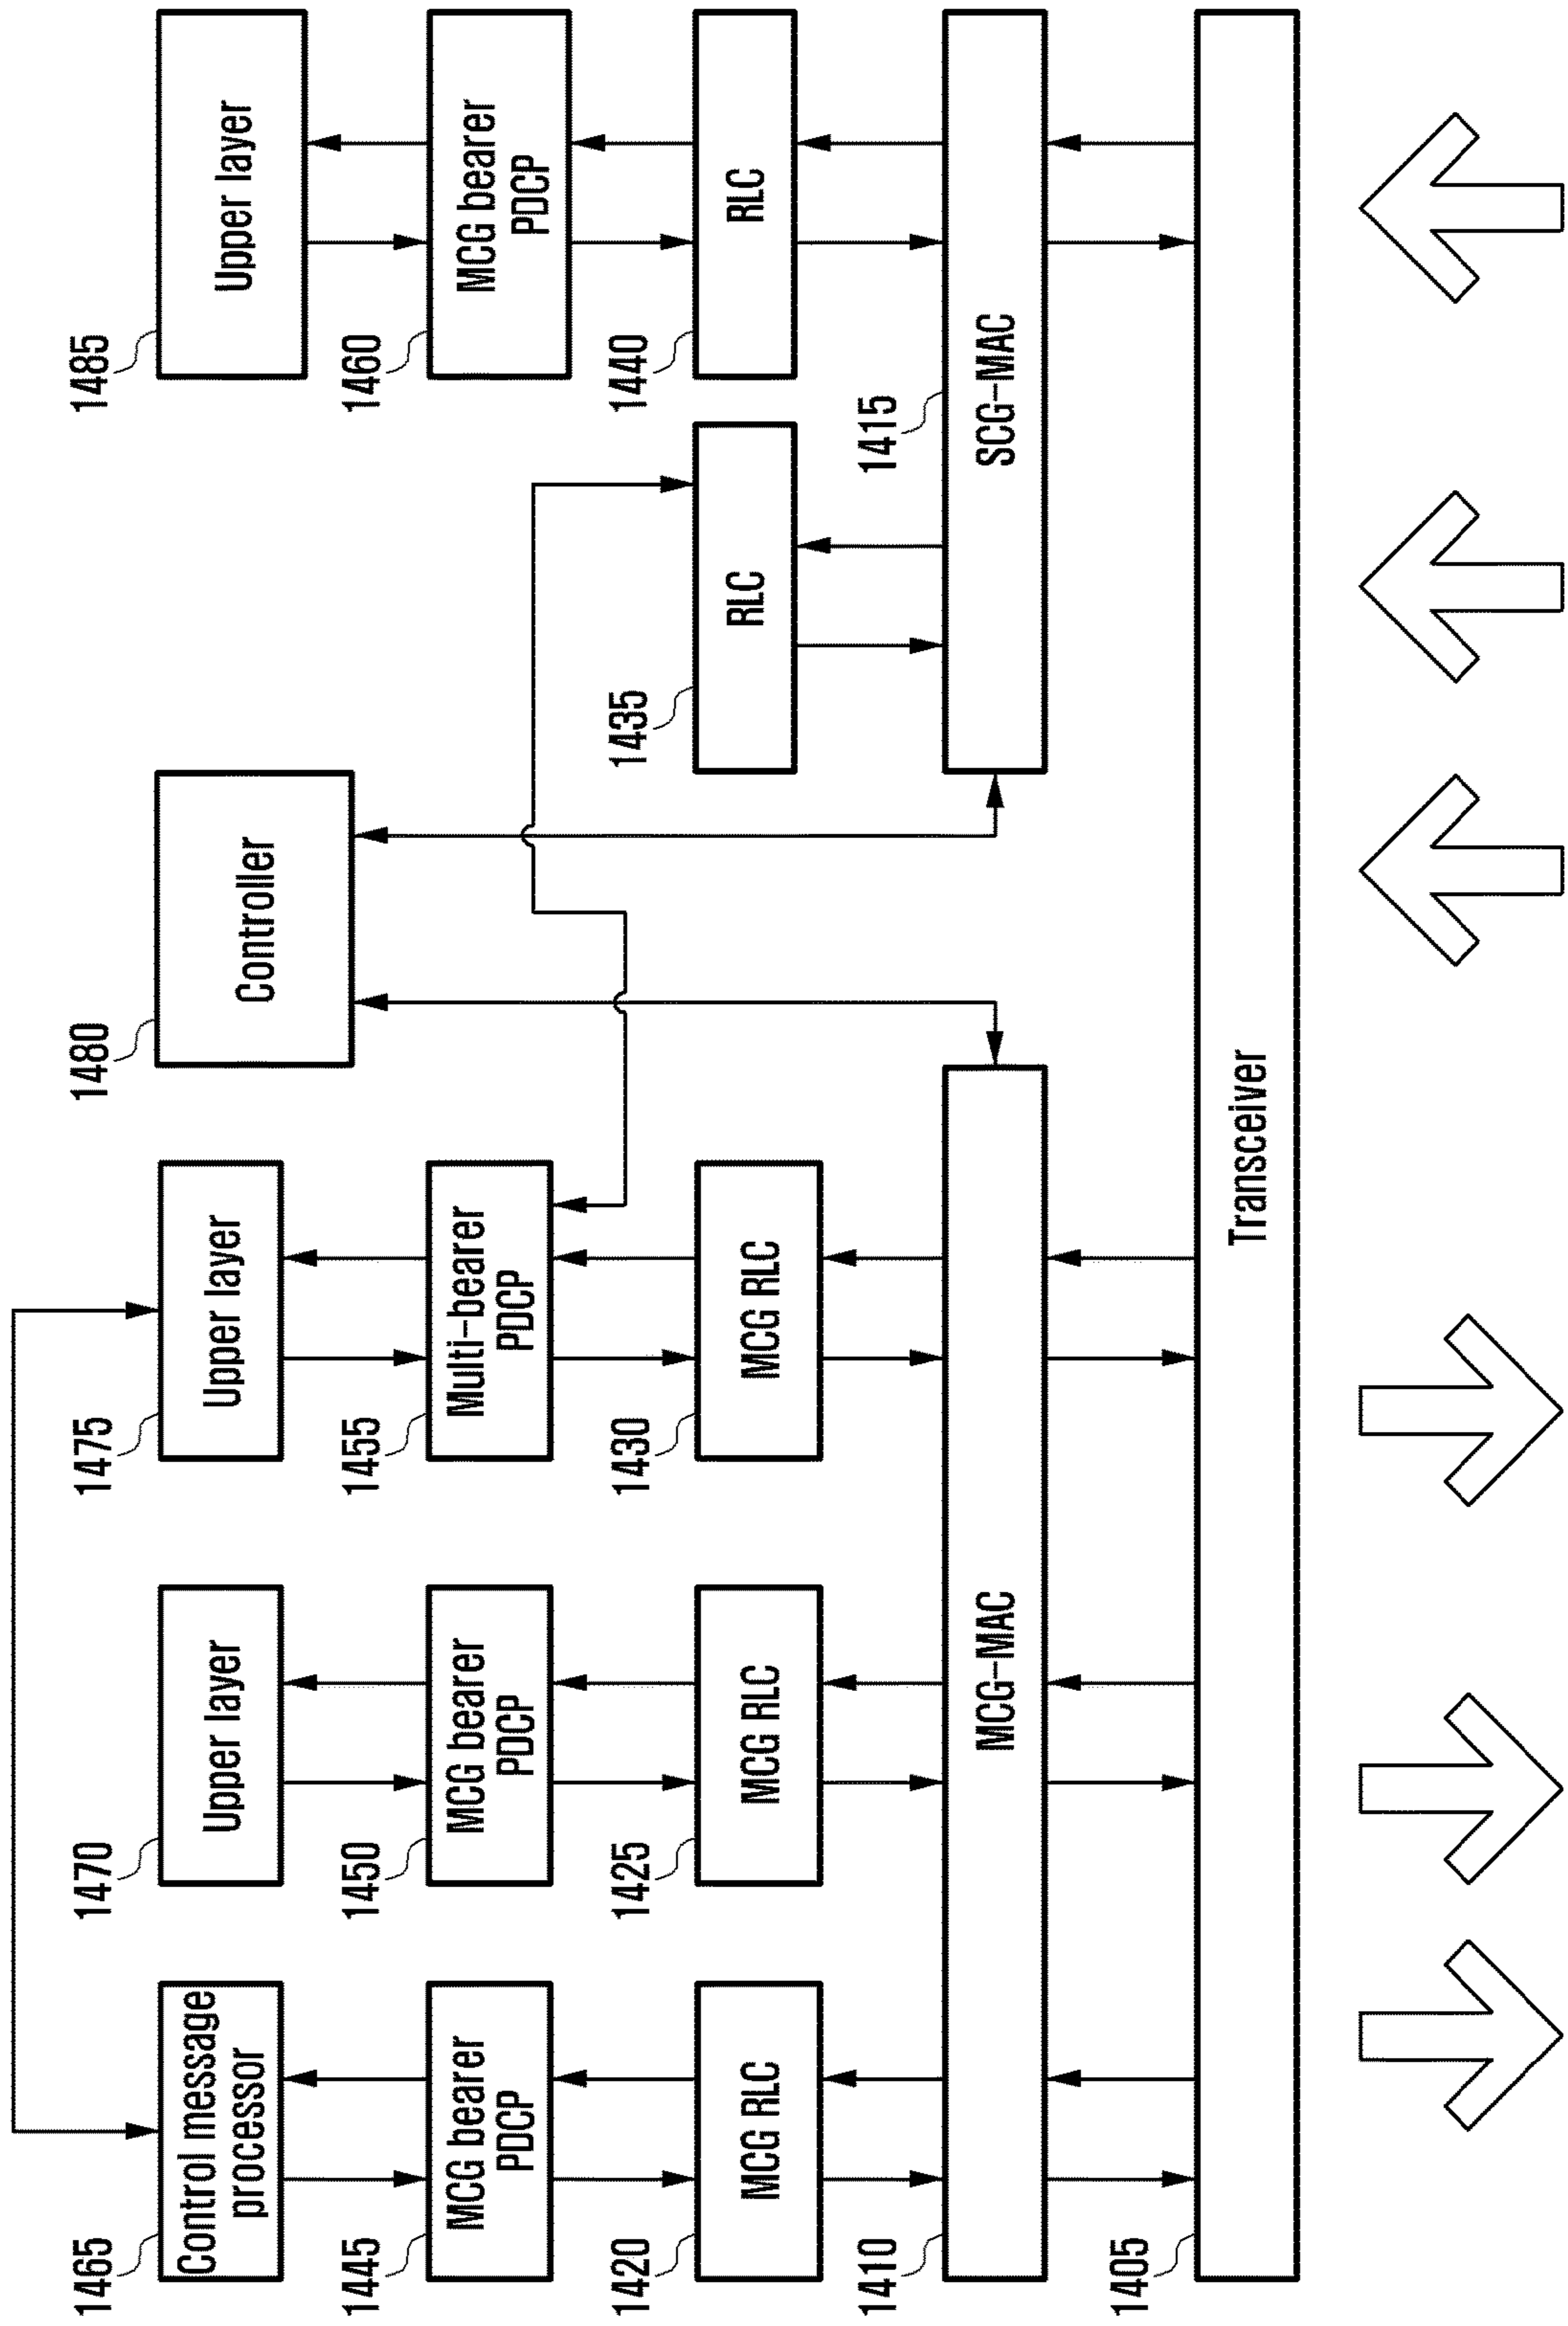 1465
Control message
processor
1470
Upper layer
1475
Upper layer
1480
Controller
1485
Upper layer
1445
MCG bearer
PDCP
1450
MCG bearer
PDCP
1455
Multi-bearer
PDCP
1460
MCG bearer
PDCP
1420
MCG RLC
1425
MCG RLC
1430
MCG RLC
1435
RLC
1440
RLC
1410
MCG-MAC
1415
SCG-MAC
1405
Transceiver